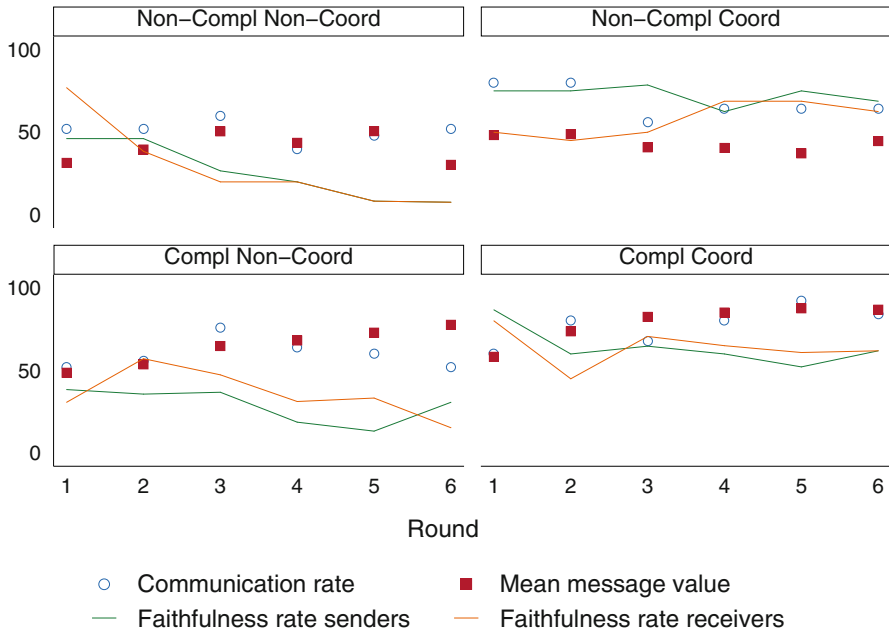 Non−Compl Non−Coord
Non−Compl Coord
100
50
0
Compl Non−Coord
Compl Coord
100
50
0
1 2 3 4 5 6
1 2 3 4 5 6
Round
Communication rate
Mean message value
Faithfulness rate senders
Faithfulness rate receivers